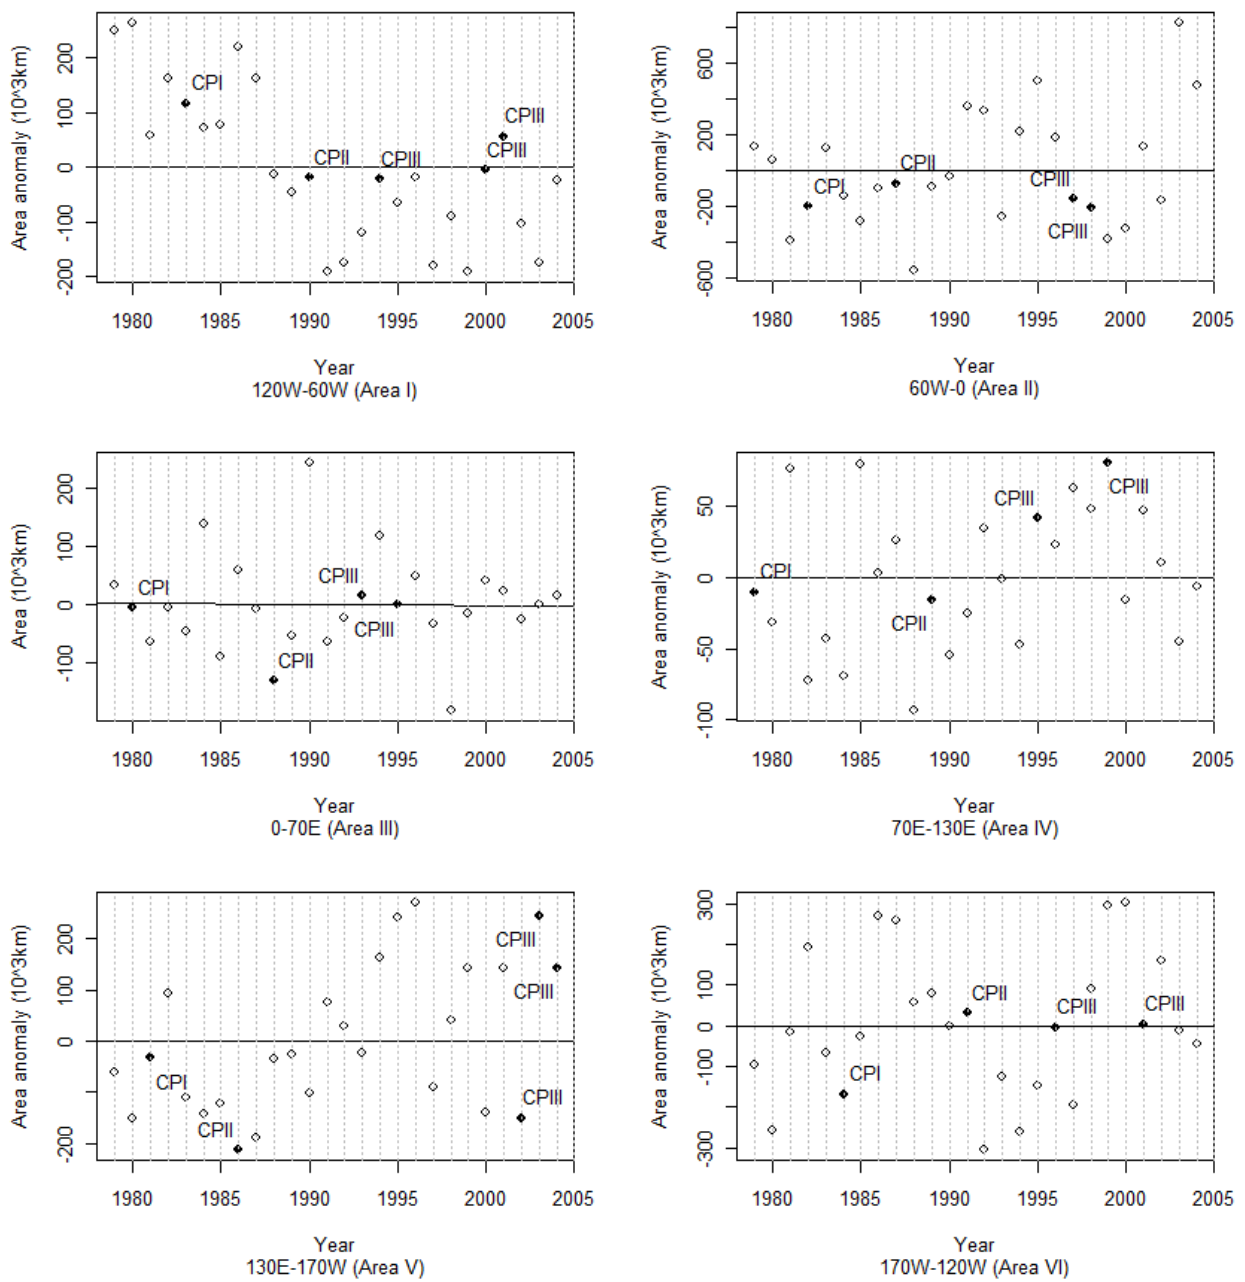 Area anomaly (10^3km)
200
100
0
-100
-200
CPI
CPII
CPIII
CPIII
CPIII
1980 1985 1990 1995 2000 2005
Year
120W-60W (Area I)
Area anomaly (10^3km)
600
200
-200
-600
CPI
CPII
CPIII
CPIII
1980 1985 1990 1995 2000 2005
Year
60W-0 (Area II)
Area (10^3km)
200
100
0
-100
CPI
CPII
CPIII
CPIII
1980 1985 1990 1995 2000 2005
Year
0-70E (Area III)
Area anomaly (10^3km)
50
0
-50
-100
CPI
CPII
CPIII
CPIII
1980 1985 1990 1995 2000 2005
Year
70E-130E (Area IV)
Area anomaly (10^3km)
200
100
0
-200
CPI
CPII
CPIII
CPIII
CPIII
1980 1985 1990 1995 2000 2005
Year
130E-170W (Area V)
Area anomaly (10^3km)
300
100
0
-100
-300
CPI
CPII
CPIII
CPIII
1980 1985 1990 1995 2000 2005
Year
170W-120W (Area VI)